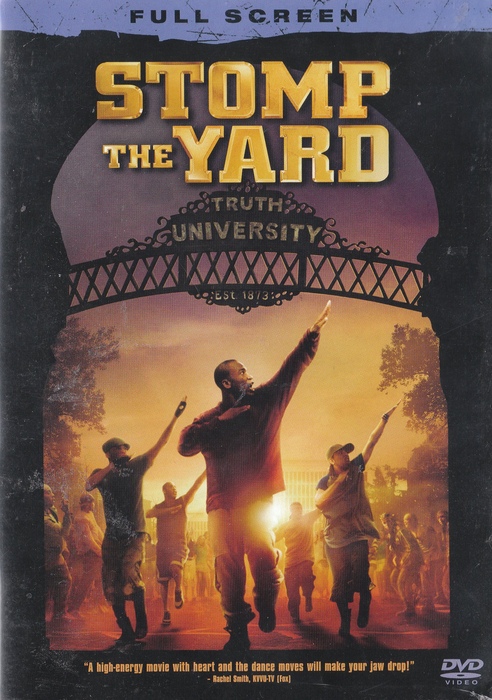 FULL SCREEN
STOMP
THE YARD
TRUTH
UNIVERSITY
EST 1873
"A high-energy movie with heart and the dance moves will make your jaw drop!"
- Rachel Smith, KVVU-TV (Fox)
DVD
VIDEO